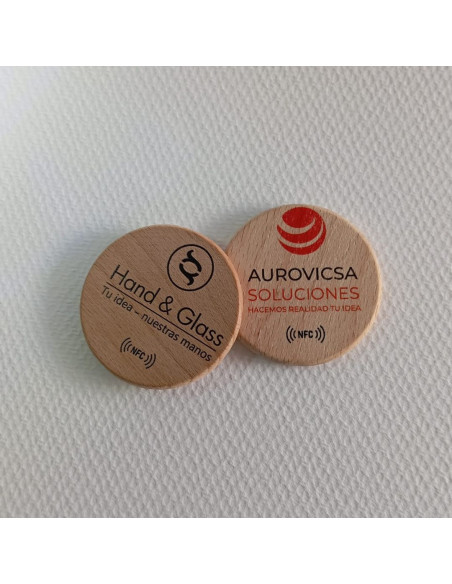 Hand & Glass
Tu idea – nuestras manos
NFC
AUROVICSA
SOLUCIONES
HACEMOS REALIDAD TU IDEA
NFC